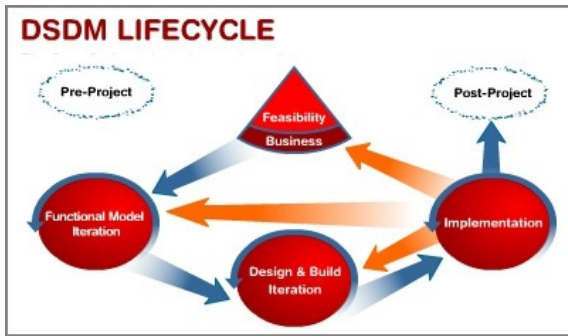 DSDM LIFECYCLE
Pre-Project
Post-Project
Feasibility
Business
Functional Model
Iteration
Implementation
Design & Build
Iteration